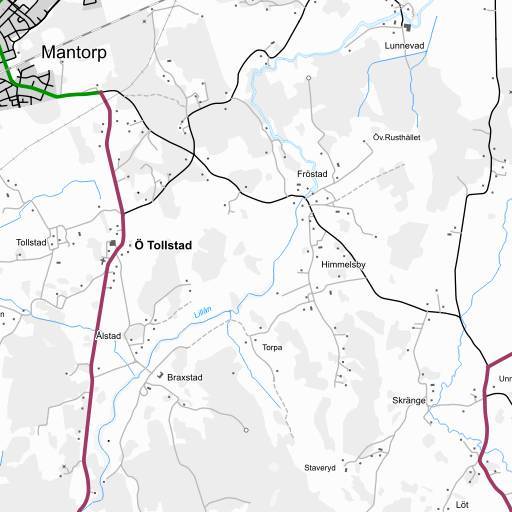 Lunnevad
Mantorp
Öv.Rusthället
Fröstad
Tollstad
Ö Tollstad
Himmelsby
Lillån
Ålstad
Torpa
Braxstad
Skränge
Staveryd
Löt